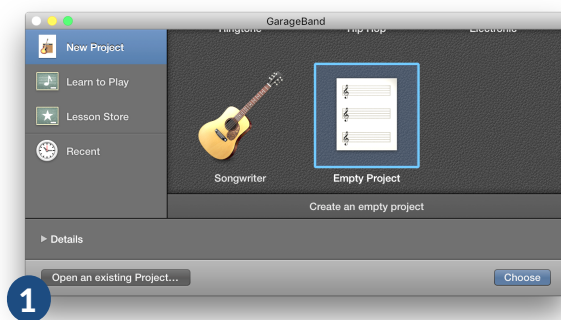 GarageBand
Ringtone Hip Hop Electronic
New Project
Learn to Play
Lesson Store
Recent
Songwriter Empty Project
Create an empty project
Details
Open an existing Project... Choose
1